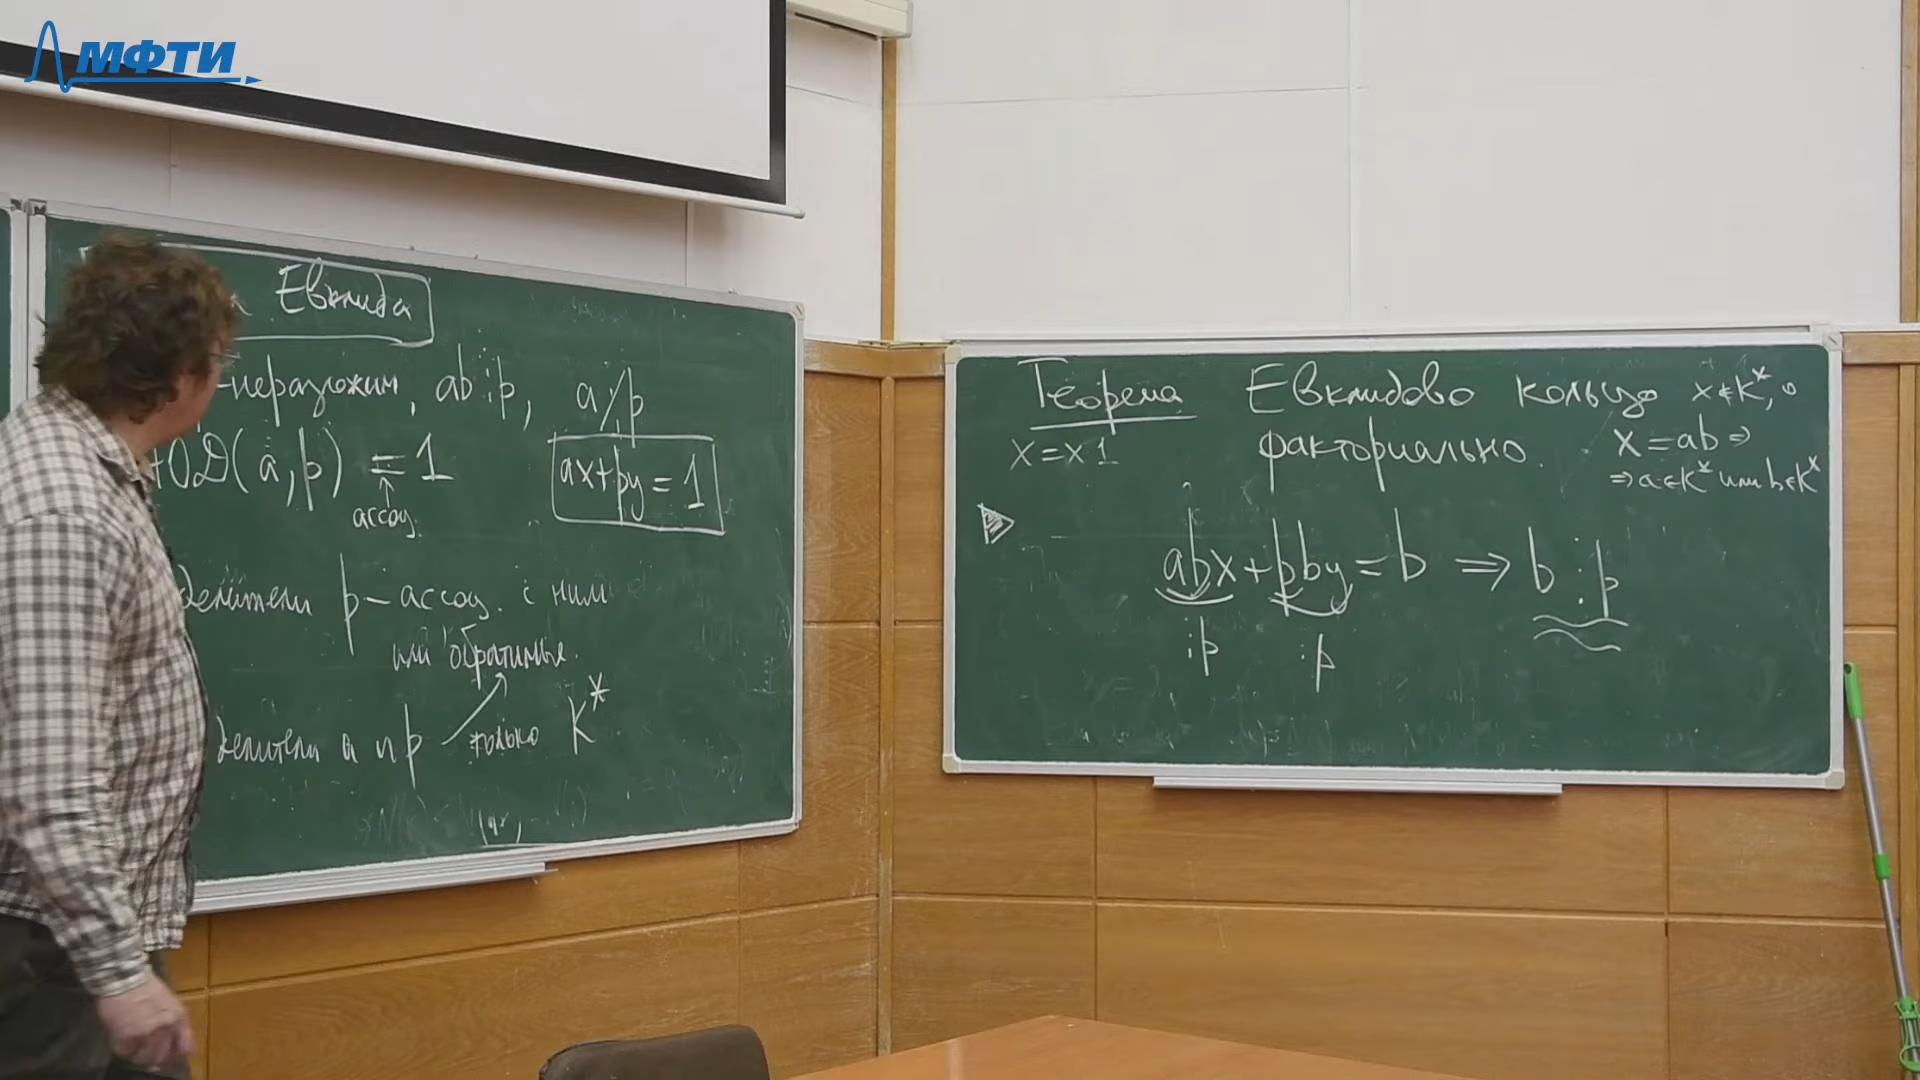 МФТИ
Евклида
-неразложим, ab ⋮ p, a ⋮̸ p
НОД(a, p) = 1
ассоц.
ax+py=1
делители p – ассоц. с ним
или обратимые.
делители a и p только K*
Теорема Евклидово кольцо x∉K*, 0
x=x1 факториально. x=ab⇒
⇒a∈K* или b∈K*
abx+pby=b ⇒ b ⋮ p
⋮p ⋮p